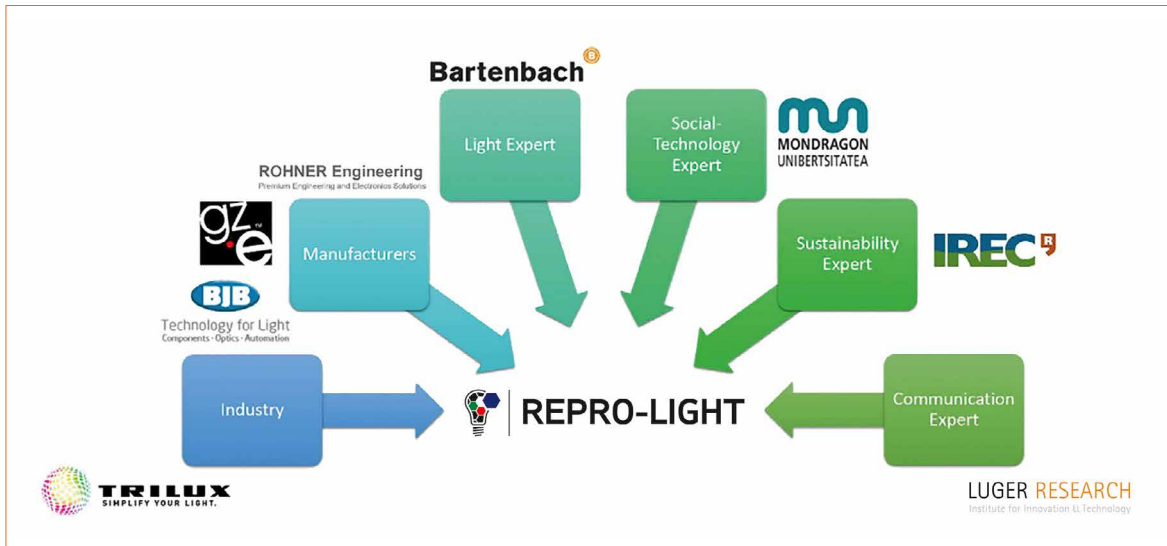 Bartenbach B
Light Expert
Social-
Technology
Expert
MONDRAGON
UNIBERTSITATEA
ROHNER Engineering
Premium Engineering and Electronics Solutions
gz
e
Manufacturers
Sustainability
Expert
IREC R
BJB
Technology for Light
Components · Optics · Automation
Industry
REPRO-LIGHT
Communication
Expert
TRILUX
SIMPLIFY YOUR LIGHT.
LUGER RESEARCH
Institute for Innovation & Technology